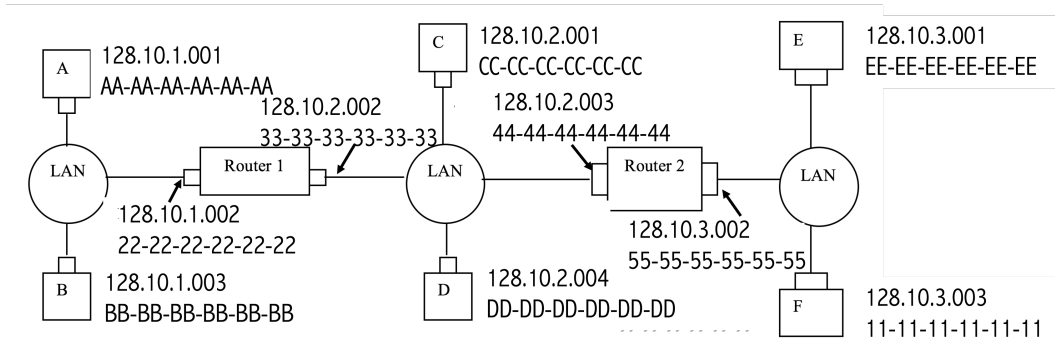 A
128.10.1.001
AA-AA-AA-AA-AA-AA
C
128.10.2.001
CC-CC-CC-CC-CC-CC
E
128.10.3.001
EE-EE-EE-EE-EE-EE
128.10.2.002
33-33-33-33-33-33
128.10.2.003
44-44-44-44-44-44
LAN
Router 1
LAN
Router 2
LAN
128.10.1.002
22-22-22-22-22-22
128.10.3.002
55-55-55-55-55-55
B
128.10.1.003
BB-BB-BB-BB-BB-BB
D
128.10.2.004
DD-DD-DD-DD-DD-DD
F
128.10.3.003
11-11-11-11-11-11